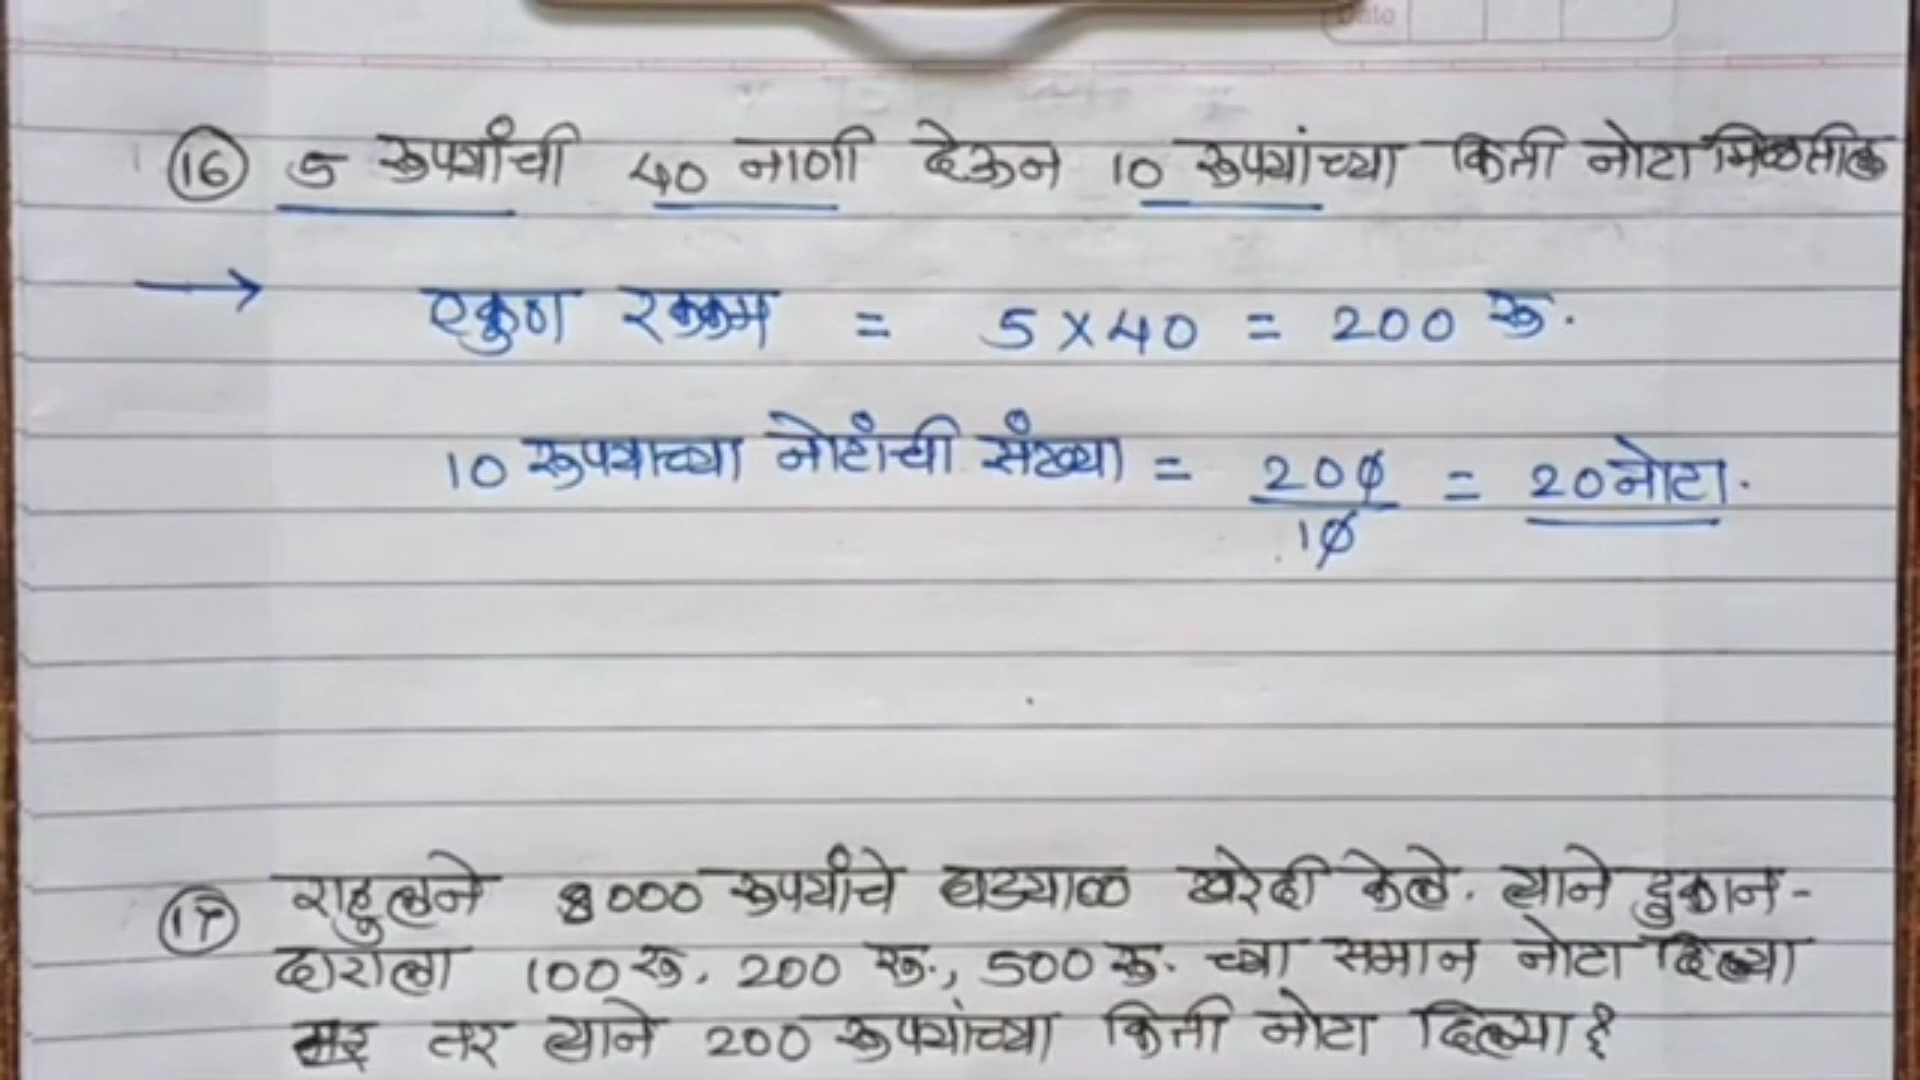 Date
(16) 5 रुपयांची 40 नाणी देऊन 10 रुपयांच्या किती नोटा मिळतील
→ एकुण रक्कम = 5 × 40 = 200 रु.
10 रुपयाच्या नोटांची संख्या = 200/10 = 20 नोटा.
(17) राहुलने 8000 रुपयांचे घड्याळ खरेदी केले. त्याने दुकान-
दाराला 100 रु. 200 रु., 500 रु. च्या समान नोटा दिल्या
तर त्याने 200 रुपयांच्या किती नोटा दिल्या?